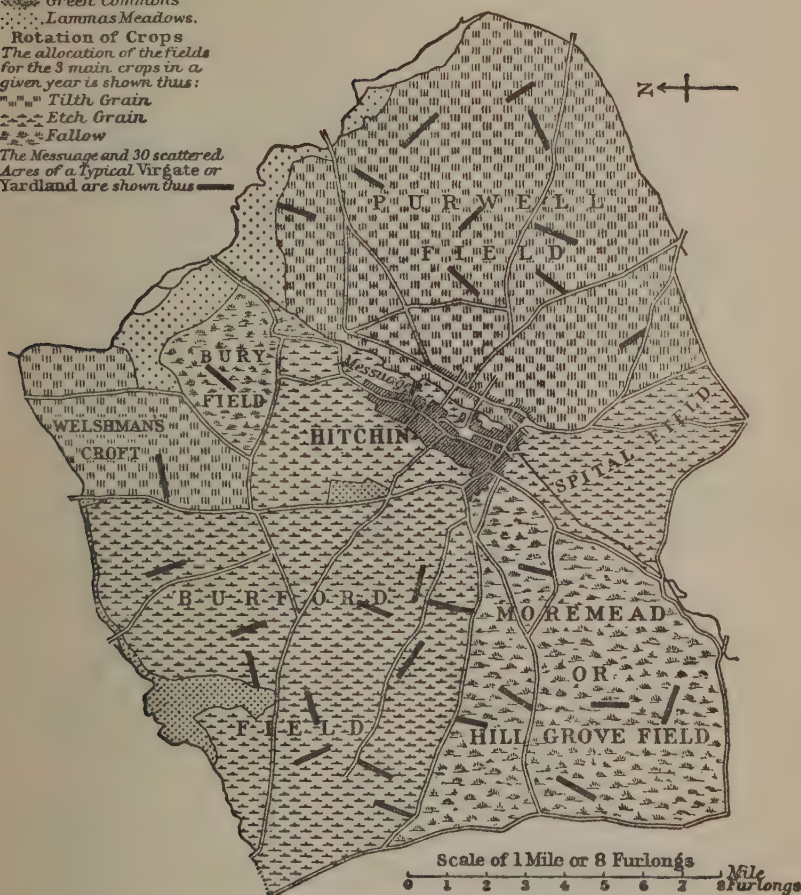 Green Commons
Lammas Meadows.
Rotation of Crops
The allocation of the fields
for the 3 main crops in a
given year is shown thus:
Tilth Grain
Etch Grain
Fallow
The Messuage and 30 scattered
Acres of a Typical Virgate or
Yardland are shown thus
N
PURWELL
FIELD
BURY
FIELD
Messuage
WELSHMANS
CROFT
HITCHIN
SPITAL FIELD
BURFORD
FIELD
MOREMEAD
OR
HILL GROVE FIELD
Scale of 1 Mile or 8 Furlongs
0 1 2 3 4 5 6 7 8
Mile
Furlongs